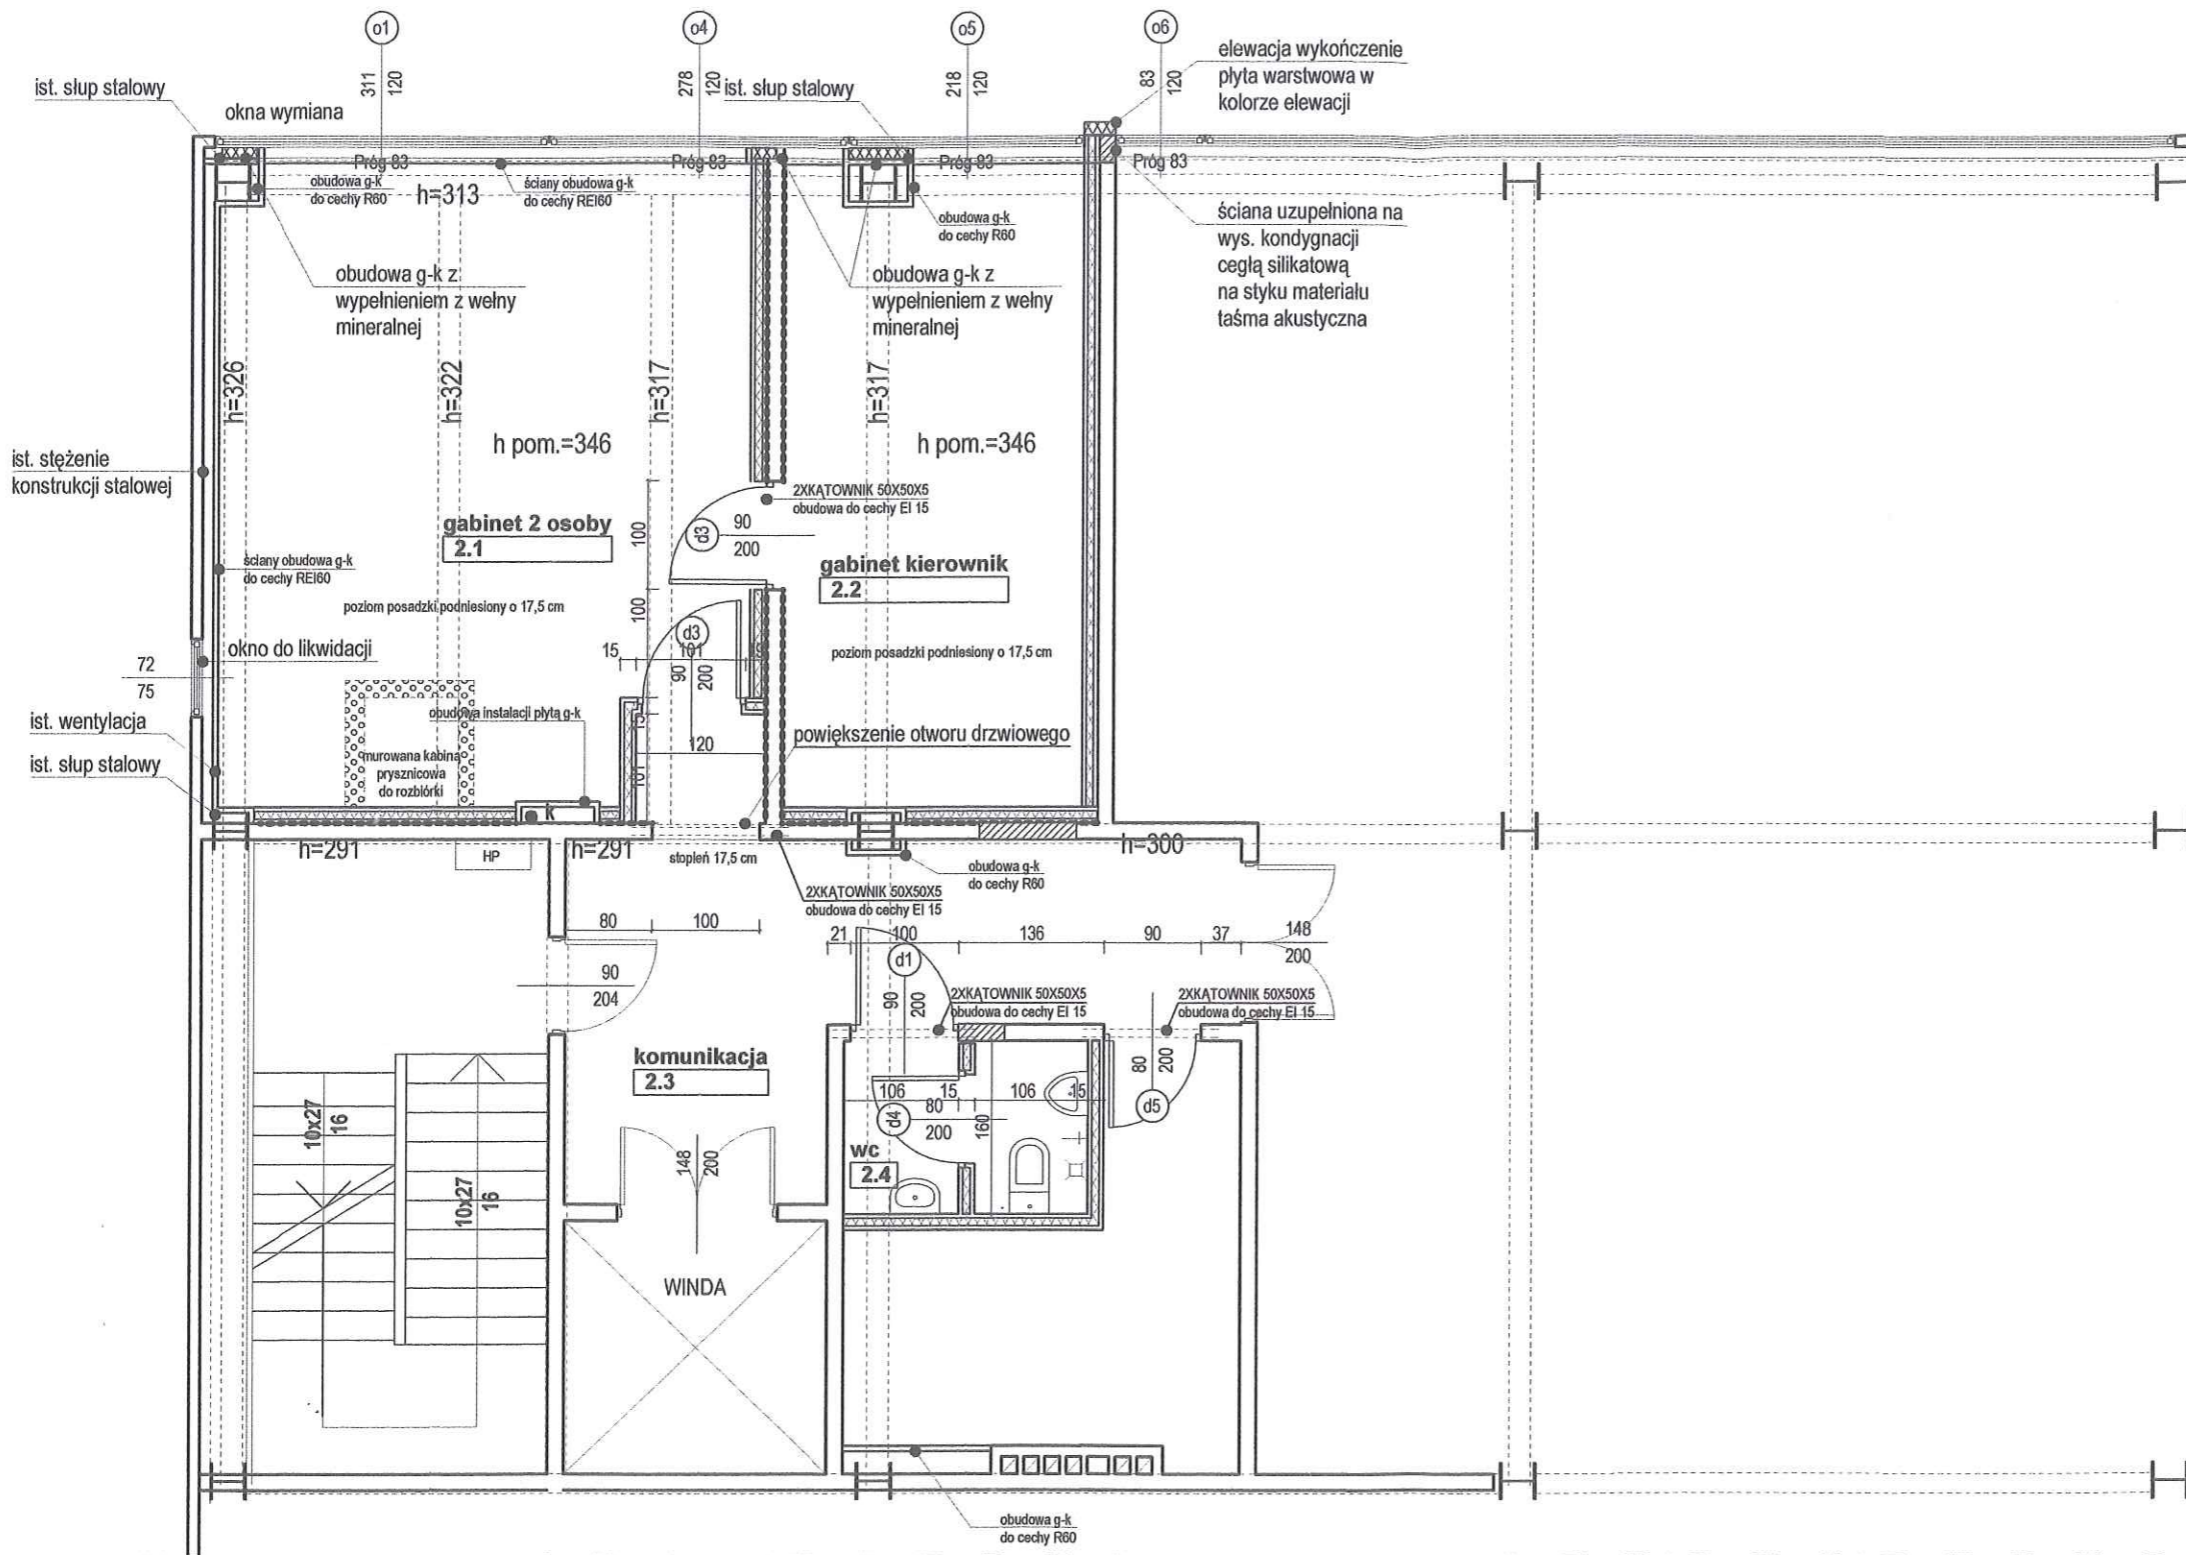 o1
o4
o5
o6
311
120
278
120
218
120
83
120
elewacja wykończenie
płyta warstwowa w
kolorze elewacji
ist. słup stalowy
okna wymiana
ist. słup stalowy
Próg 83
Próg 83
Próg 83
Próg 83
obudowa g-k
do cechy R60
h=313
ściany obudowa g-k
do cechy REI60
obudowa g-k
do cechy R60
ściana uzupełniona na
wys. kondygnacji
cegłą silikatową
na styku materiału
taśma akustyczna
obudowa g-k z
wypełnieniem z wełny
mineralnej
obudowa g-k z
wypełnieniem z wełny
mineralnej
h=326
h=322
h=317
h=317
h pom.=346
h pom.=346
ist. stężenie
konstrukcji stalowej
2XKĄTOWNIK 50X50X5
obudowa do cechy EI 15
gabinet 2 osoby
2.1
100
d3
90
200
gabinet kierownik
2.2
ściany obudowa g-k
do cechy REI60
poziom posadzki podniesiony o 17,5 cm
100
d3
15
101
19
90
200
poziom posadzki podniesiony o 17,5 cm
okno do likwidacji
72
75
ist. wentylacja
obudowa instalacji płytą g-k
15
120
powiększenie otworu drzwiowego
ist. słup stalowy
murowana kabina
prysznicowa
do rozbiórki
101
k
h=291
HP
h=291
stopień 17,5 cm
h=300
obudowa g-k
do cechy R60
2XKĄTOWNIK 50X50X5
obudowa do cechy EI 15
80
100
21
100
136
90
37
148
200
90
204
d1
90
200
2XKĄTOWNIK 50X50X5
obudowa do cechy EI 15
2XKĄTOWNIK 50X50X5
obudowa do cechy EI 15
komunikacja
2.3
80
200
106
15
106
15
80
200
d4
160
d5
10x27
16
10x27
16
148
200
wc
2.4
WINDA
obudowa g-k
do cechy R60